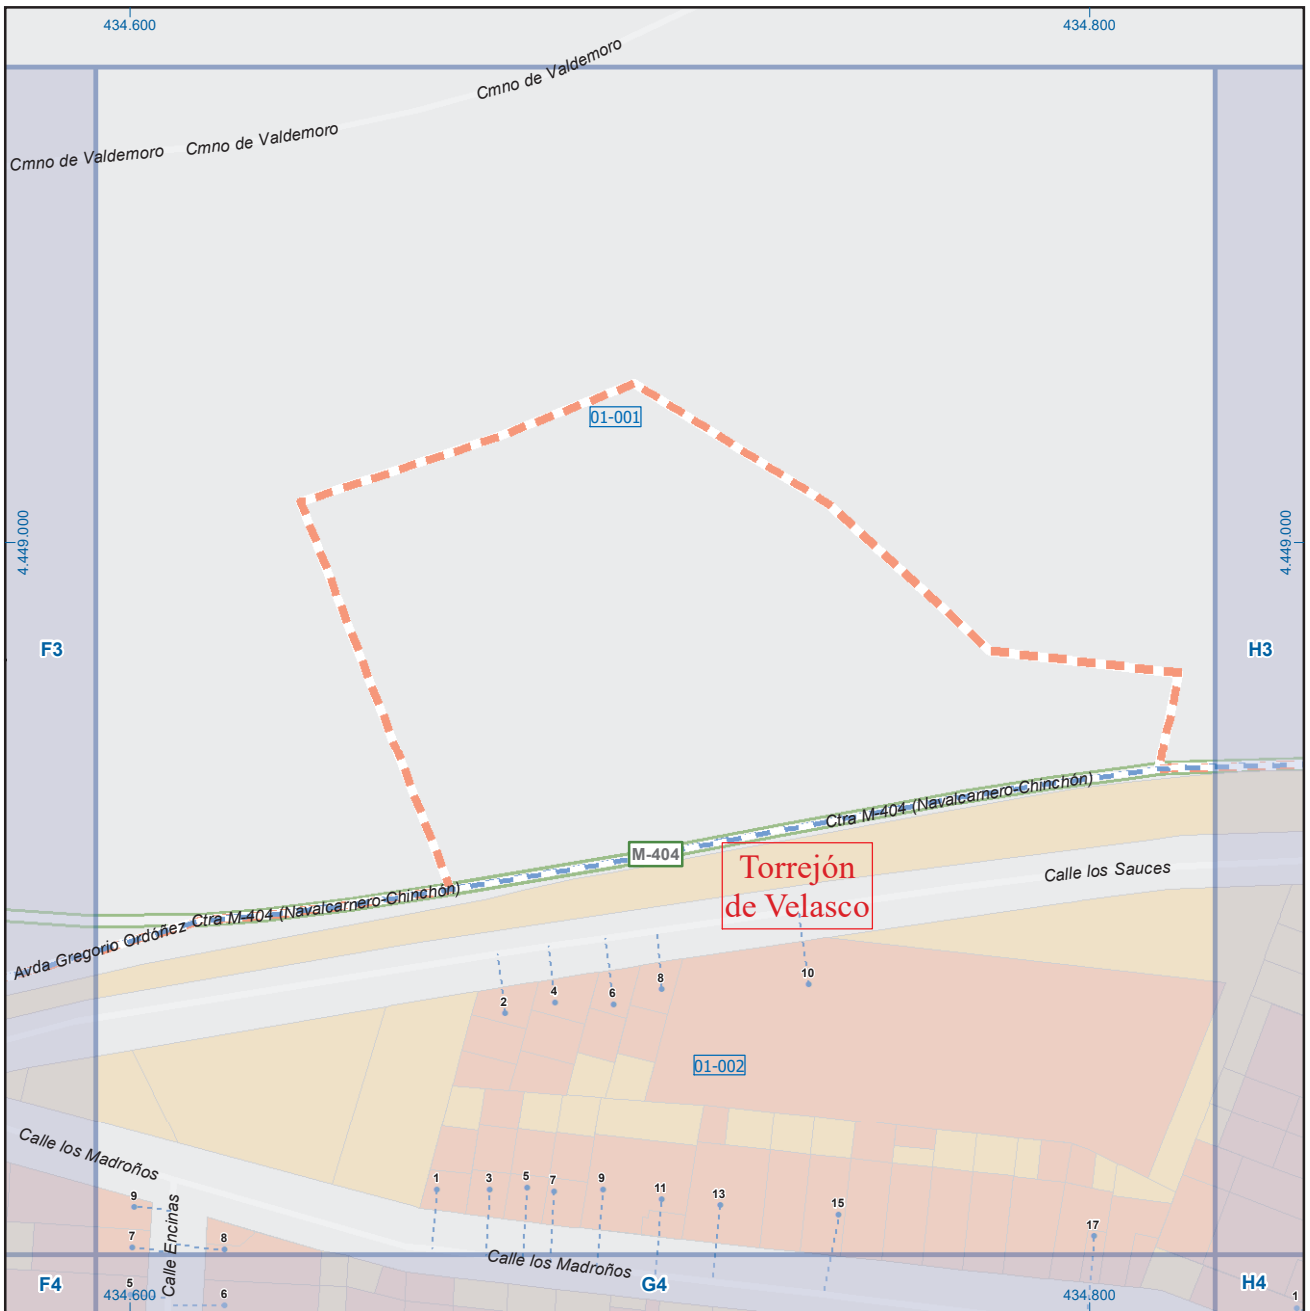 434.600
434.800
Cmno de Valdemoro
Cmno de Valdemoro
Cmno de Valdemoro
01-001
4.449.000
4.449.000
F3
H3
Ctra M-404 (Navalcarnero-Chinchón)
M-404
Torrejón
de Velasco
Calle los Sauces
Ctra M-404 (Navalcarnero-Chinchón)
Avda Gregorio Ordóñez
2
4
6
8
10
01-002
Calle los Madroños
1
3
5
7
9
11
13
15
17
9
7
5
8
6
Calle Encinas
Calle los Madroños
F4
G4
H4
434.600
434.800
1